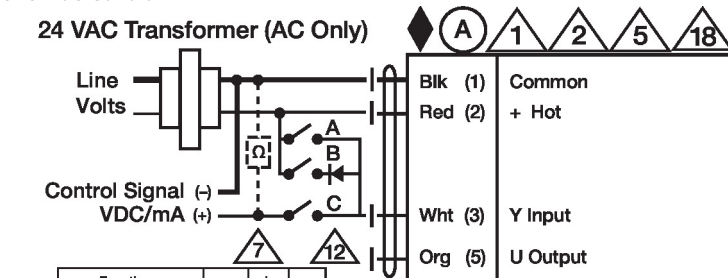 24 VAC Transformer (AC Only)
A
1
2
5
18
Line
Volts
Blk (1) Common
Red (2) + Hot
A
B
Ω
C
Control Signal (–)
VDC/mA (+)
Wht (3) Y Input
7
12
Org (5) U Output